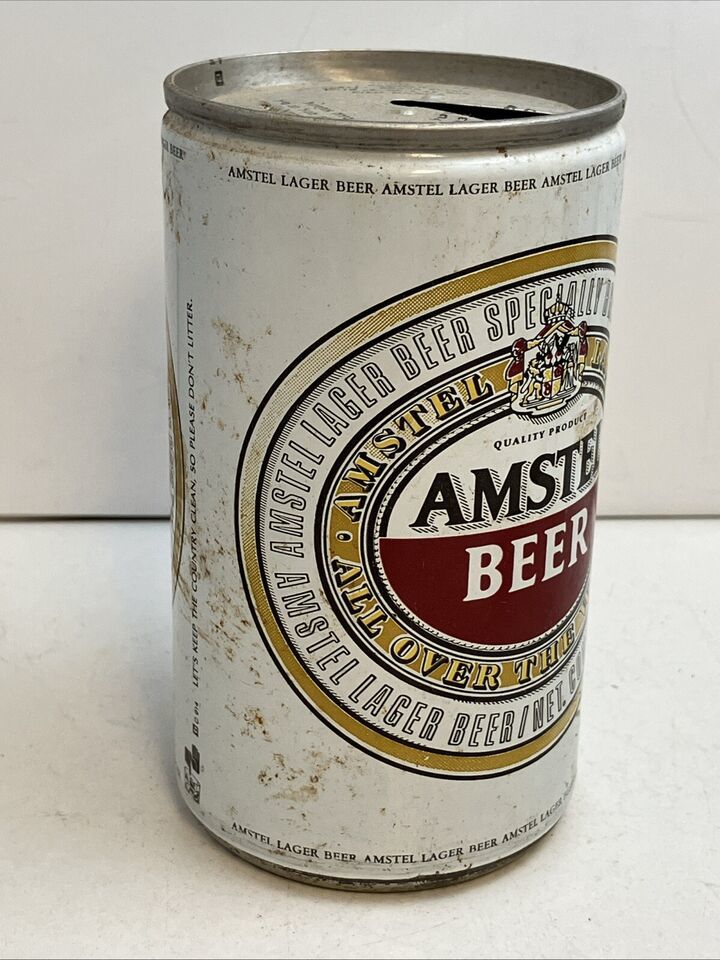 AMSTEL LAGER BEER AMSTEL LAGER BEER AMSTEL LAGER BEER
AMSTEL LAGER BEER AMSTEL LAGER BEER SPECIALLY
AMSTEL
QUALITY PRODUCT
AMSTEL
BEER
ALL OVER THE
NET. CO
LET'S KEEP THE COUNTRY CLEAN. SO PLEASE DON'T LITTER.
AMSTEL LAGER BEER AMSTEL LAGER BEER AMSTEL LAGER